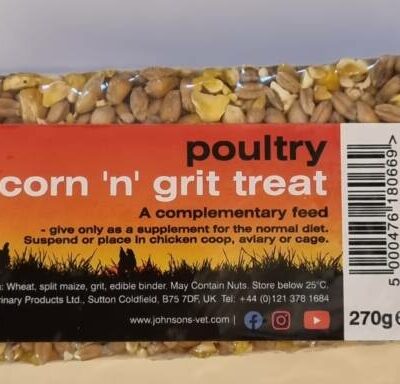 poultry
corn 'n' grit treat
A complementary feed
- give only as a supplement for the normal diet.
Suspend or place in chicken coop, aviary or cage.
: Wheat, split maize, grit, edible binder. May Contain Nuts. Store below 25°C.
Products Ltd., Sutton Coldfield, B75 7DF, UK Tel: +44 (0)121 378 1684
www.johnsons-vet.com |
270g
5 000476 180669 >